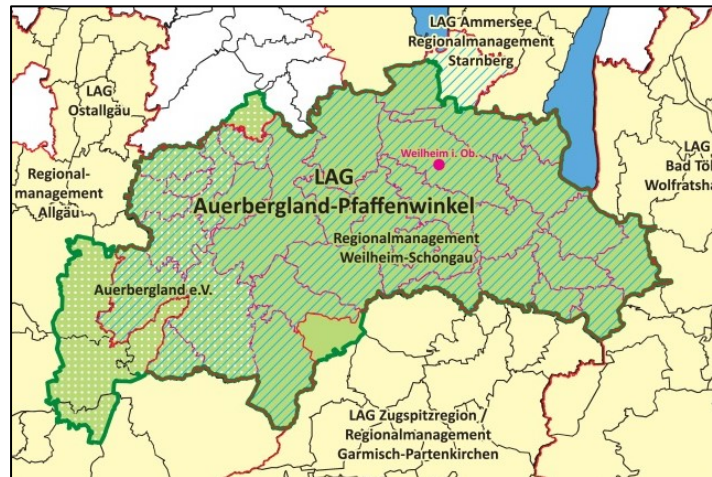 LAG Ammersee
Regionalmanagement
Starnberg
LAG
Ostallgäu
Regional-
management
Allgäu
Weilheim i. Ob.
LAG
Auerbergland-Pfaffenwinkel
Regionalmanagement
Weilheim-Schongau
LAG
Bad Töl
Wolfratsha
Auerbergland e.V.
LAG Zugspitzregion /
Regionalmanagement
Garmisch-Partenkirchen